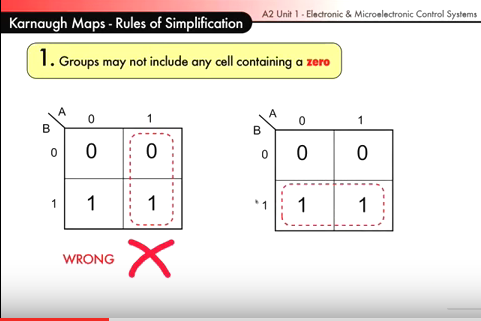 A2 Unit 1 - Electronic & Microelectronic Control Systems
Karnaugh Maps - Rules of Simplification
1. Groups may not include any cell containing a zero
A 0 1
B
0 0 0
1 1 1
WRONG
A 0 1
B
0 0 0
1 1 1